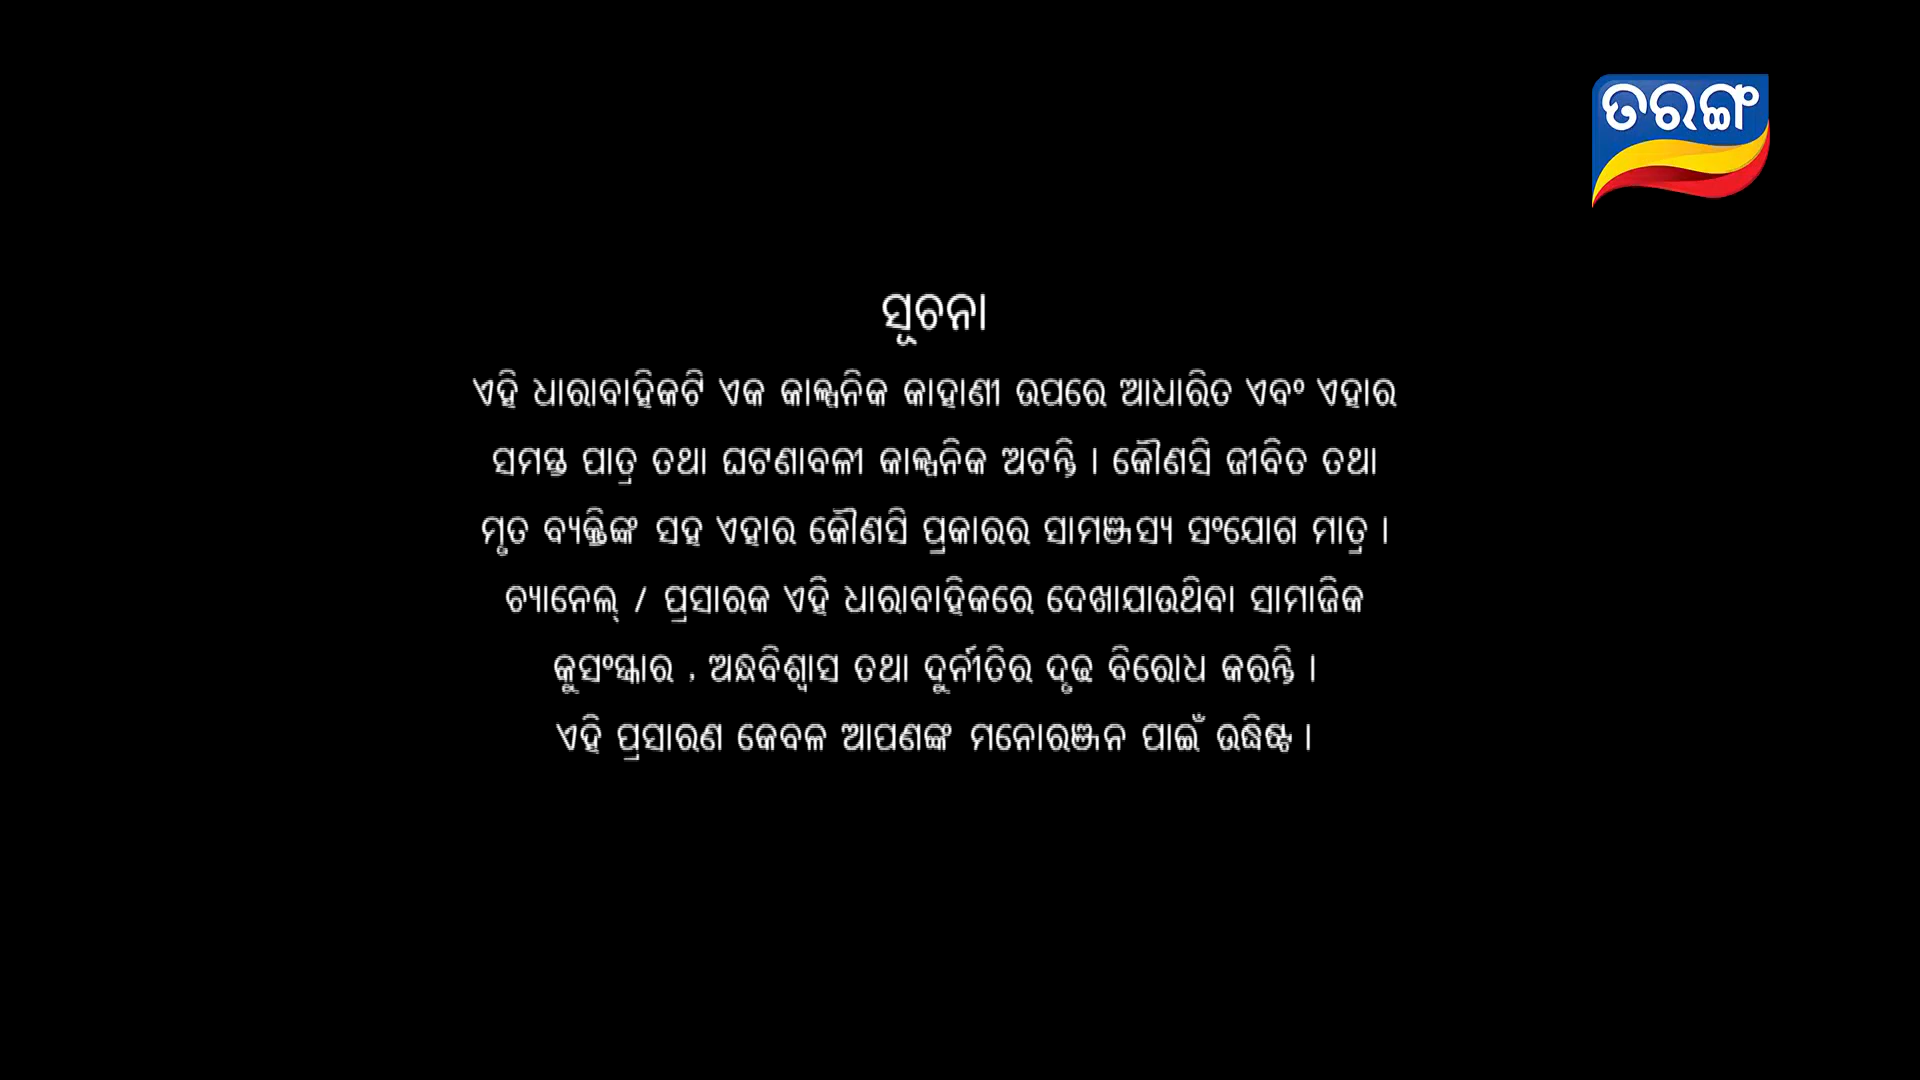 ତରଙ୍ଗ
ସୂଚନା
ଏହି ଧାରାବାହିକଟି ଏକ କାଳ୍ପନିକ କାହାଣୀ ଉପରେ ଆଧାରିତ ଏବଂ ଏହାର
ସମସ୍ତ ପାତ୍ର ତଥା ଘଟଣାବଳୀ କାଳ୍ପନିକ ଅଟନ୍ତି । କୌଣସି ଜୀବିତ ତଥା
ମୃତ ବ୍ୟକ୍ତିଙ୍କ ସହ ଏହାର କୌଣସି ପ୍ରକାରର ସାମଞ୍ଜସ୍ୟ ସଂଯୋଗ ମାତ୍ର ।
ଚ୍ୟାନେଲ୍ / ପ୍ରସାରକ ଏହି ଧାରାବାହିକରେ ଦେଖାଯାଉଥିବା ସାମାଜିକ
କୁସଂସ୍କାର , ଅନ୍ଧବିଶ୍ୱାସ ତଥା ଦୁର୍ନୀତିର ଦୃଢ଼ ବିରୋଧ କରନ୍ତି ।
ଏହି ପ୍ରସାରଣ କେବଳ ଆପଣଙ୍କ ମନୋରଞ୍ଜନ ପାଇଁ ଉଦ୍ଧିଷ୍ଟ ।